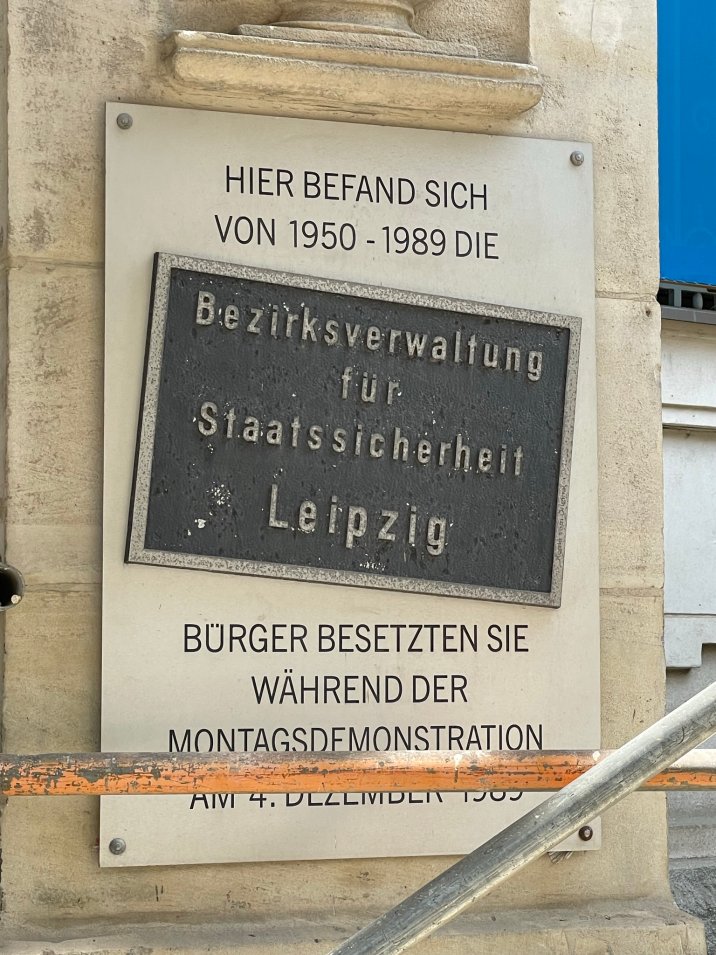 HIER BEFAND SICH
VON 1950 - 1989 DIE
Bezirksverwaltung
für
Staatssicherheit
Leipzig
BÜRGER BESETZTEN SIE
WÄHREND DER
MONTAGSDEMONSTRATION
AM 4. DEZEMBER 1989